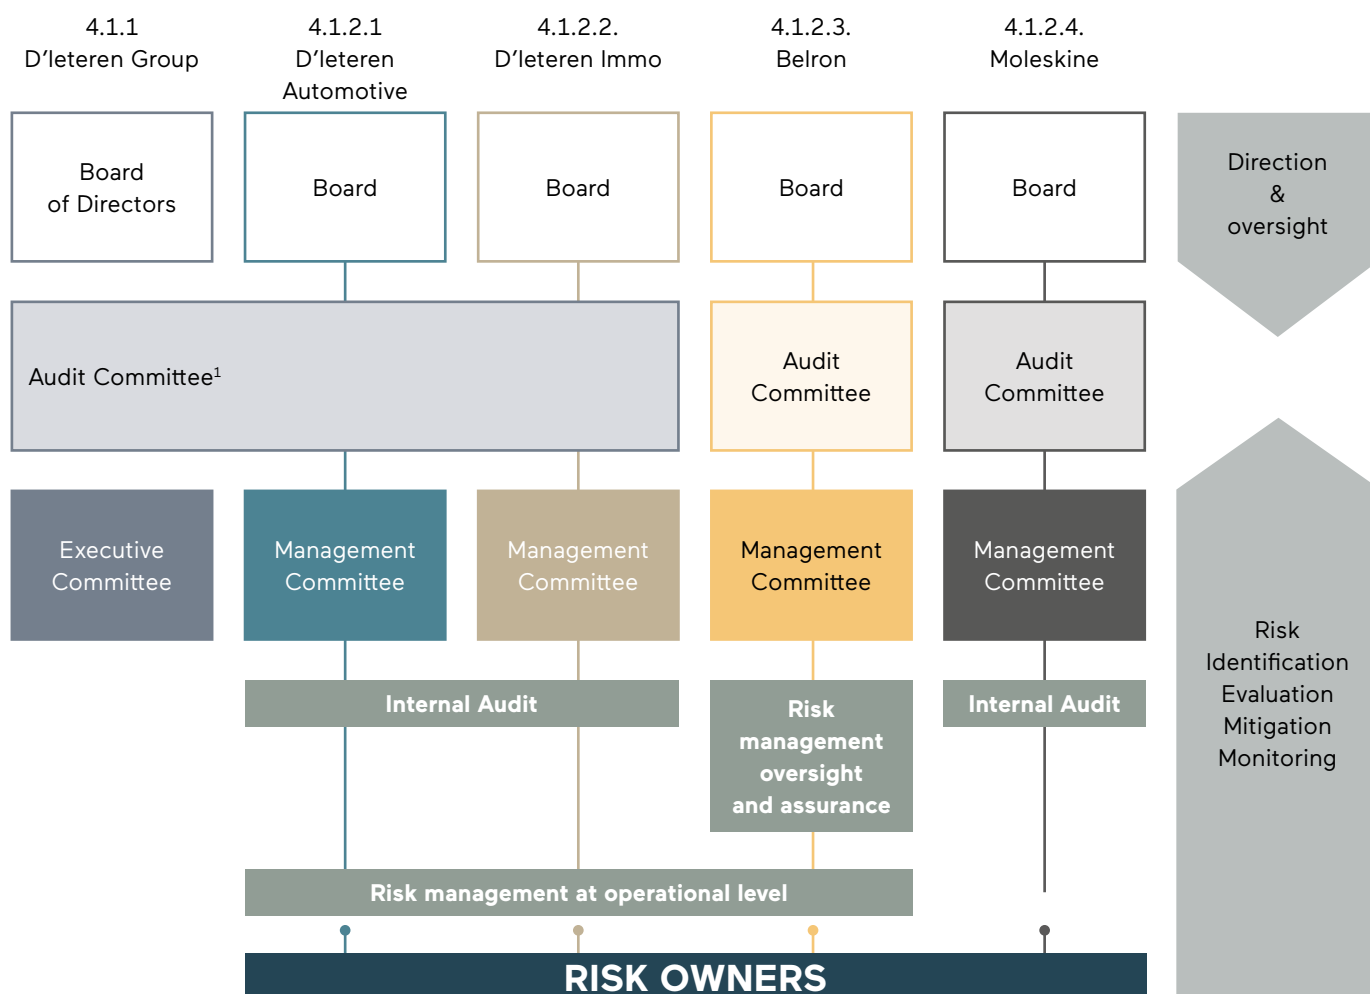 4.1.1
D'Ieteren Group
4.1.2.1
D'Ieteren
Automotive
4.1.2.2.
D'Ieteren Immo
4.1.2.3.
Belron
4.1.2.4.
Moleskine
Board
of Directors
Board
Board
Board
Board
Direction
&
oversight
Audit Committee¹
Audit
Committee
Audit
Committee
Executive
Committee
Management
Committee
Management
Committee
Management
Committee
Management
Committee
Risk
Identification
Evaluation
Mitigation
Monitoring
Internal Audit
Risk
management
oversight
and assurance
Internal Audit
Risk management at operational level
RISK OWNERS